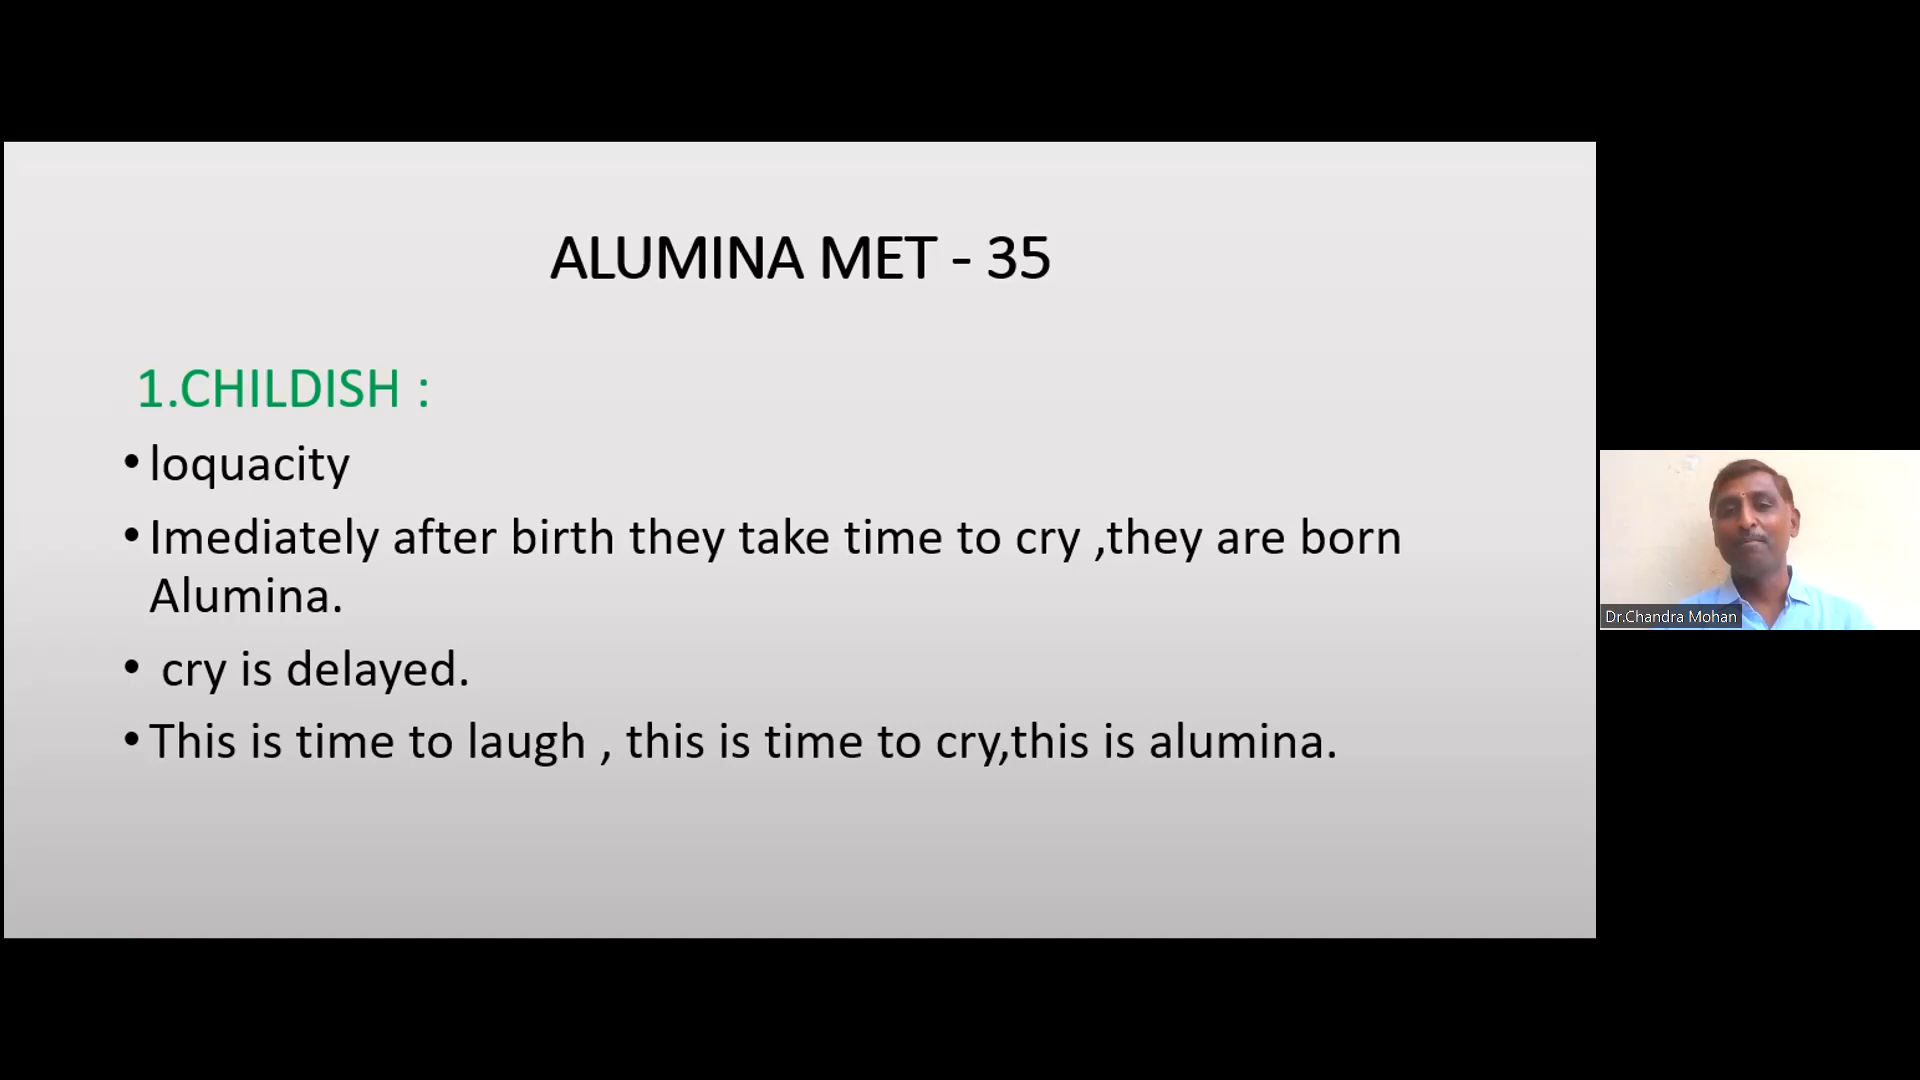 ALUMINA MET - 35
1.CHILDISH :
• loquacity
• Imediately after birth they take time to cry ,they are born
Alumina.
• cry is delayed.
• This is time to laugh , this is time to cry,this is alumina.
Dr.Chandra Mohan